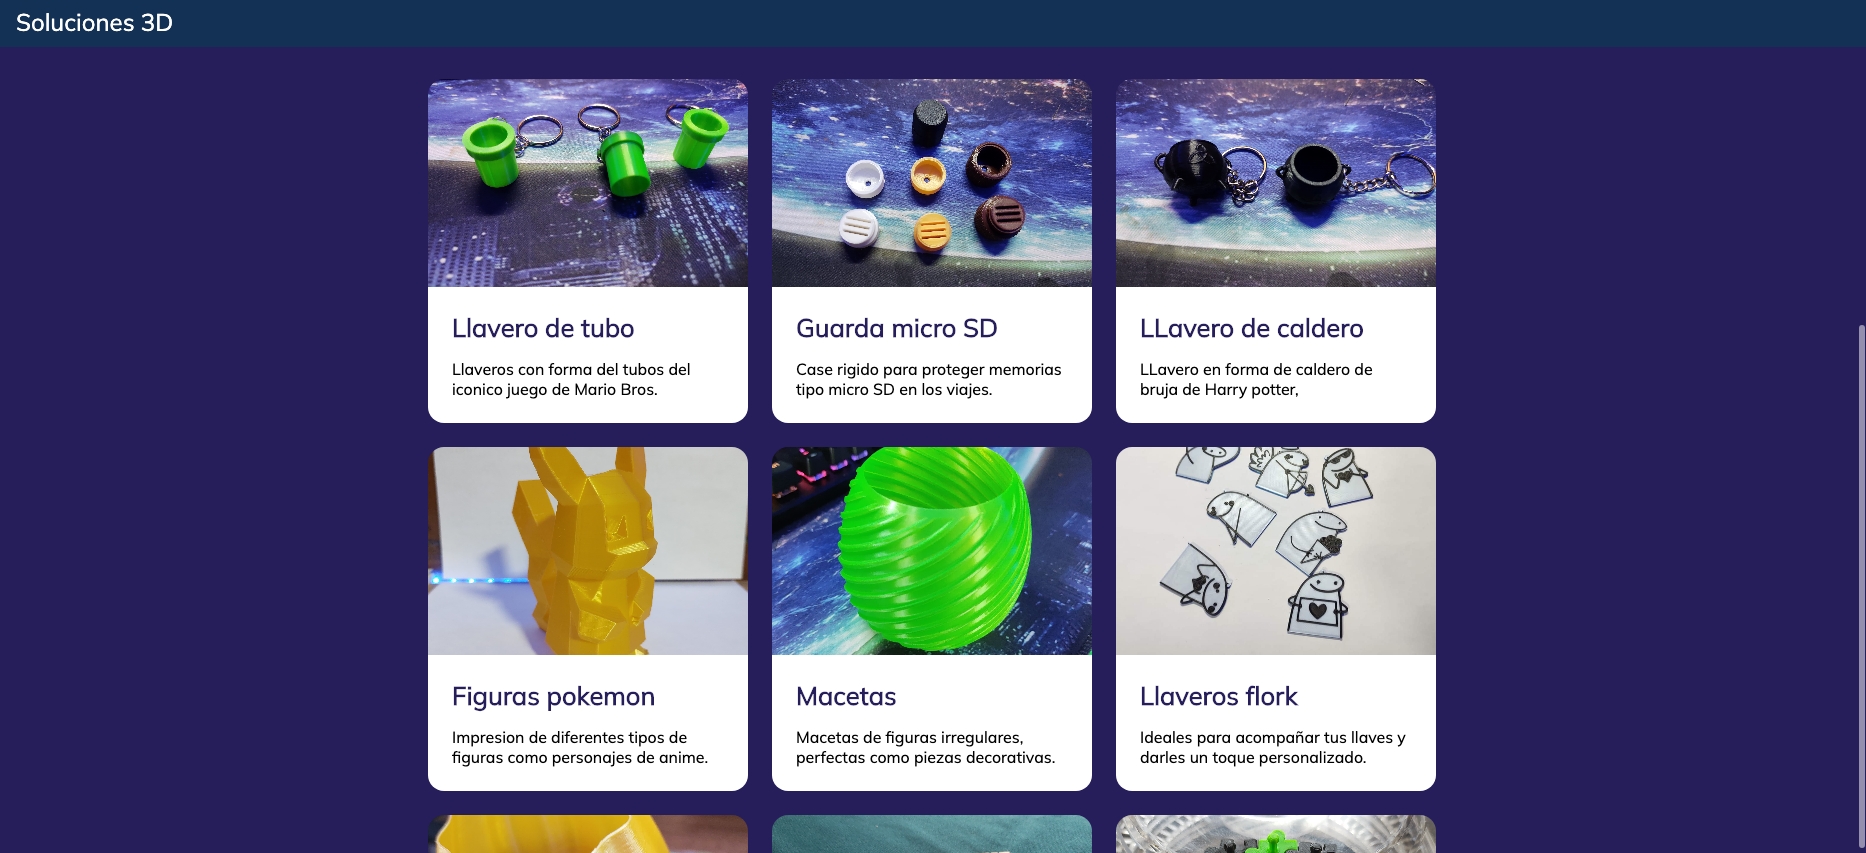 Soluciones 3D
Llavero de tubo
Llaveros con forma del tubos del
iconico juego de Mario Bros.
Guarda micro SD
Case rigido para proteger memorias
tipo micro SD en los viajes.
LLavero de caldero
LLavero en forma de caldero de
bruja de Harry potter,
Figuras pokemon
Impresion de diferentes tipos de
figuras como personajes de anime.
Macetas
Macetas de figuras irregulares,
perfectas como piezas decorativas.
Llaveros flork
Ideales para acompañar tus llaves y
darles un toque personalizado.